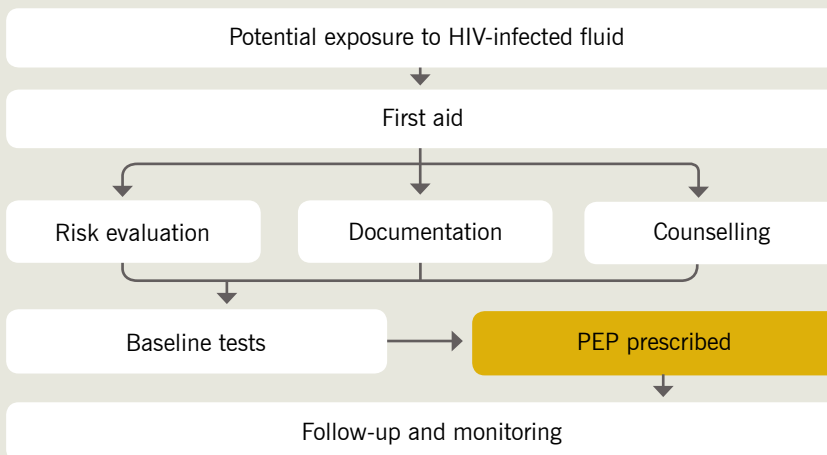 Potential exposure to HIV-infected fluid
First aid
Risk evaluation
Documentation
Counselling
Baseline tests
PEP prescribed
Follow-up and monitoring